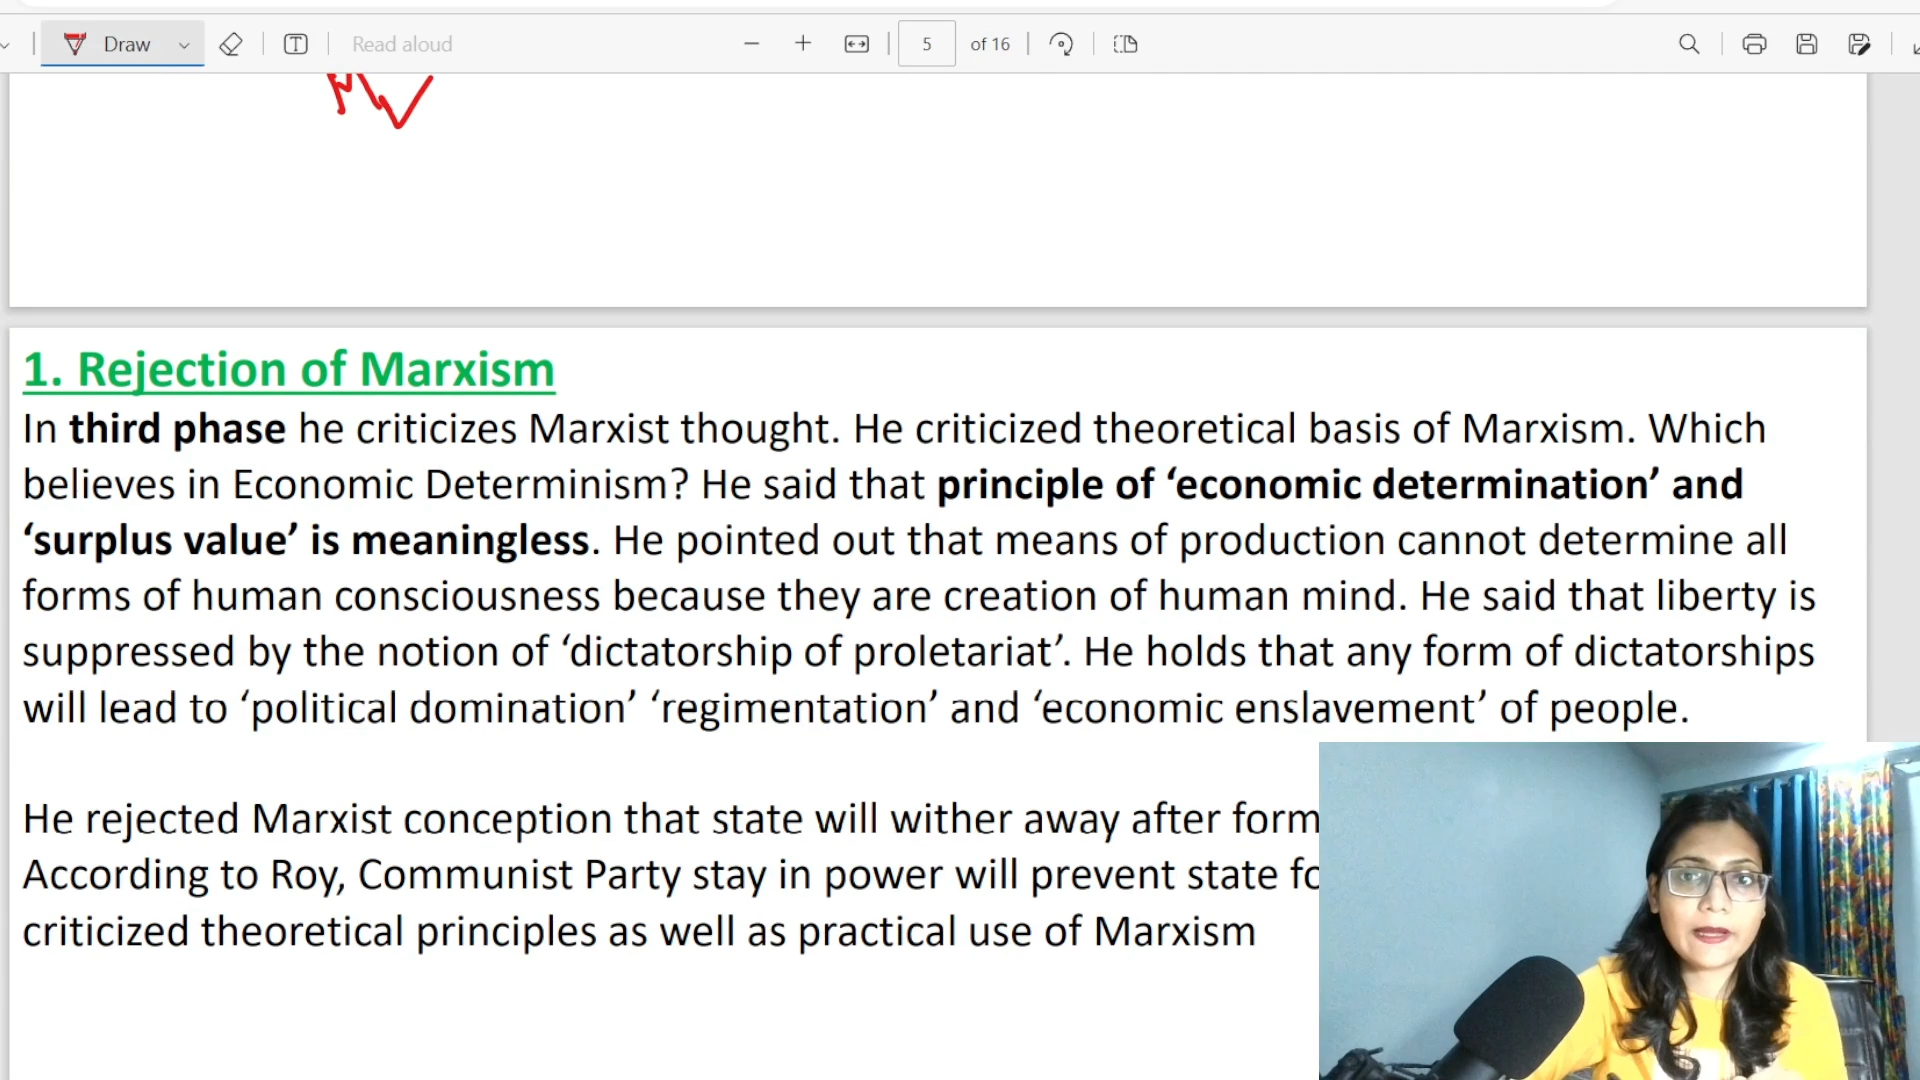 Draw
Read aloud
5 of 16
1. Rejection of Marxism
In third phase he criticizes Marxist thought. He criticized theoretical basis of Marxism. Which
believes in Economic Determinism? He said that principle of ‘economic determination’ and
‘surplus value’ is meaningless. He pointed out that means of production cannot determine all
forms of human consciousness because they are creation of human mind. He said that liberty is
suppressed by the notion of ‘dictatorship of proletariat’. He holds that any form of dictatorships
will lead to ‘political domination’ ‘regimentation’ and ‘economic enslavement’ of people.
He rejected Marxist conception that state will wither away after form
According to Roy, Communist Party stay in power will prevent state fo
criticized theoretical principles as well as practical use of Marxism